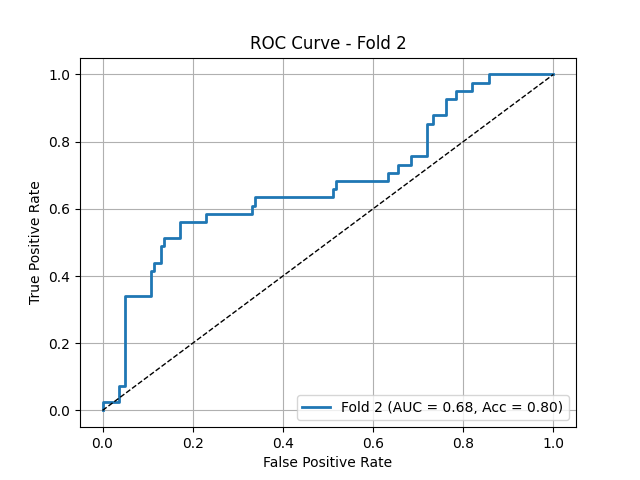 ROC Curve - Fold 2
True Positive Rate
1.0
0.8
0.6
0.4
0.2
0.0
Fold 2 (AUC = 0.68, Acc = 0.80)
0.0 0.2 0.4 0.6 0.8 1.0
False Positive Rate